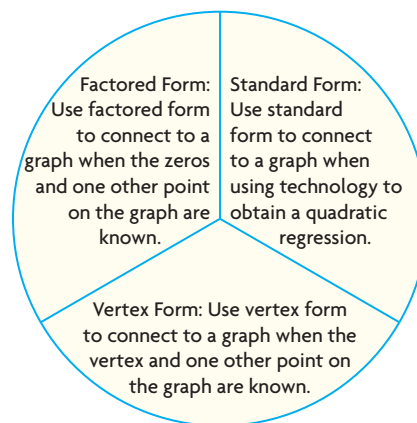 Factored Form:
Use factored form
to connect to a
graph when the zeros
and one other point
on the graph are
known.
Standard Form:
Use standard
form to connect
to a graph when
using technology to
obtain a quadratic
regression.
Vertex Form: Use vertex form
to connect to a graph when the
vertex and one other point on
the graph are known.